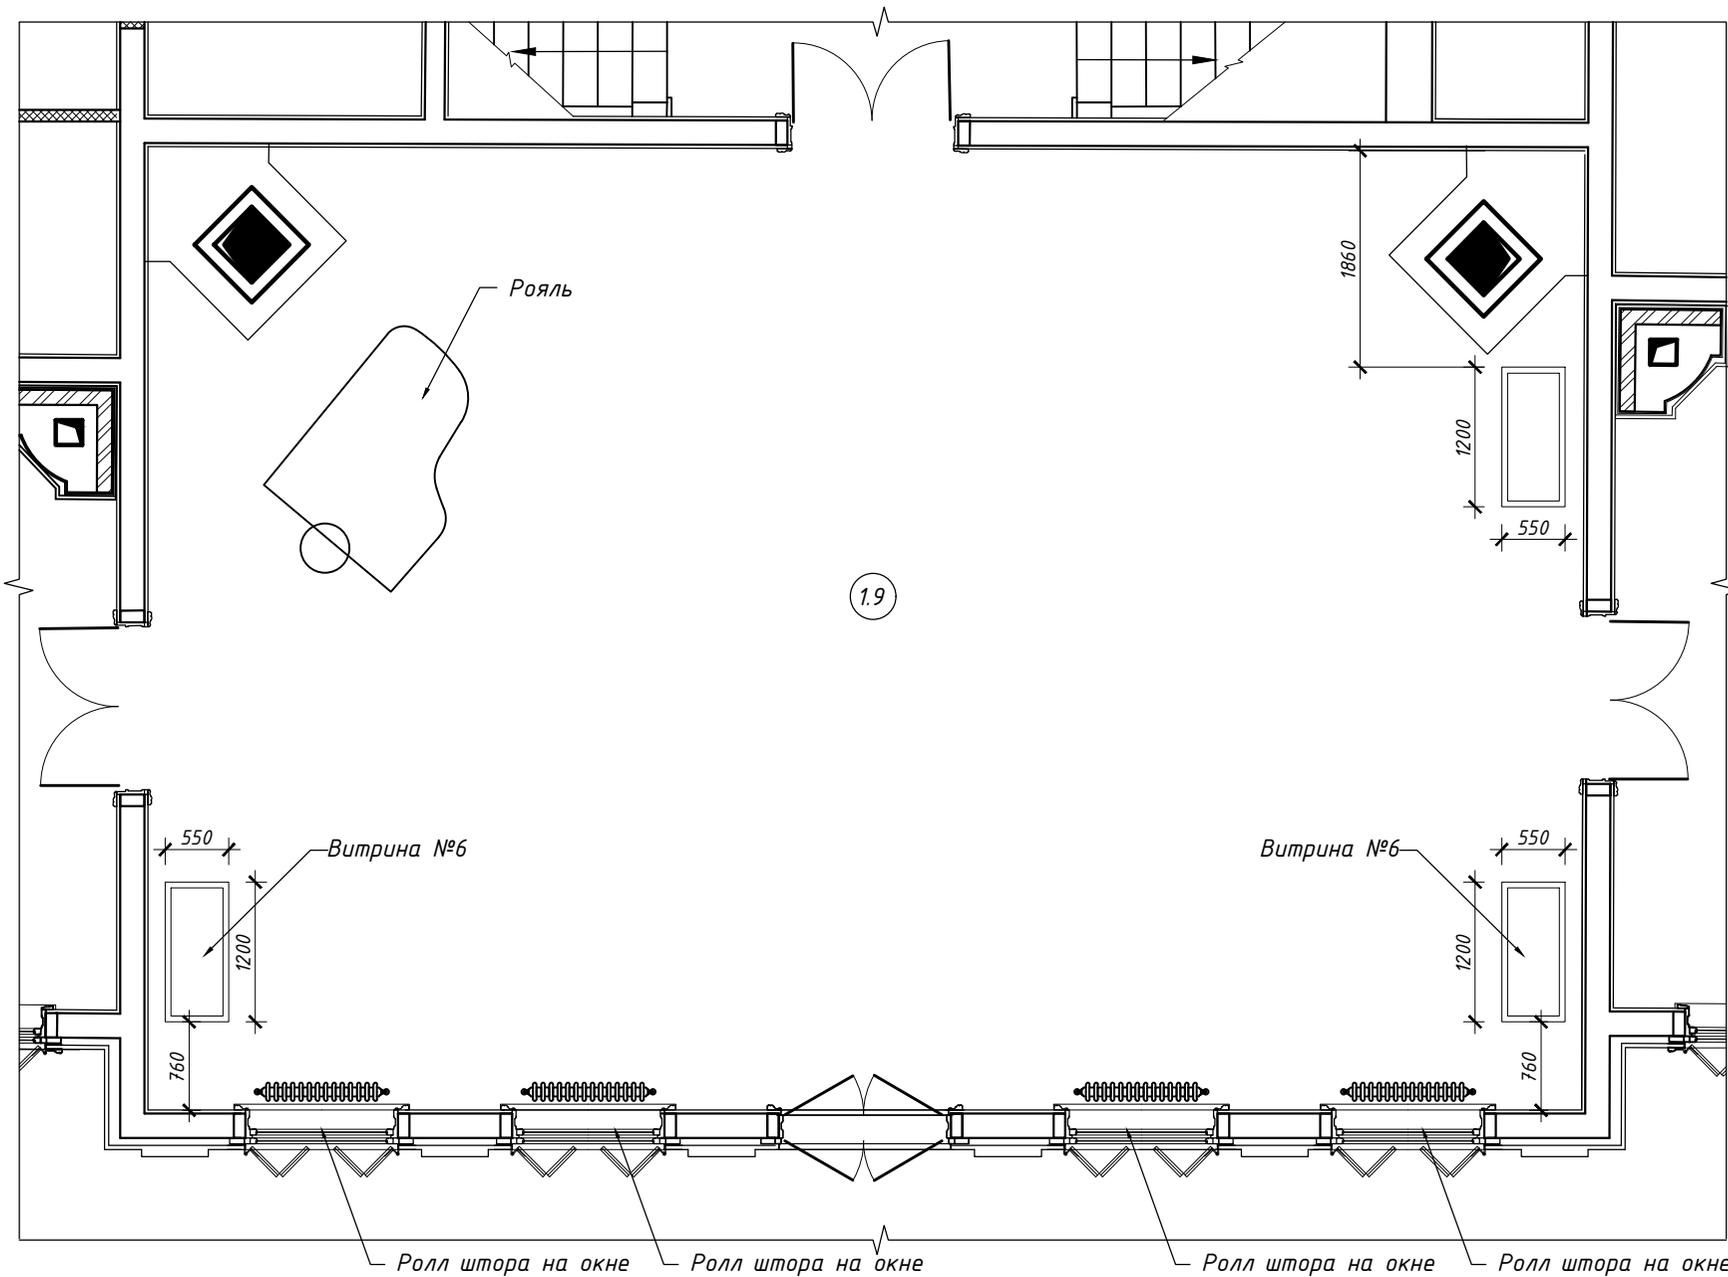 1860
Рояль
1200
550
1.9
550
Витрина №6
1200
760
Витрина №6
550
1200
760
Ролл штора на окне
Ролл штора на окне
Ролл штора на окне
Ролл штора на окне